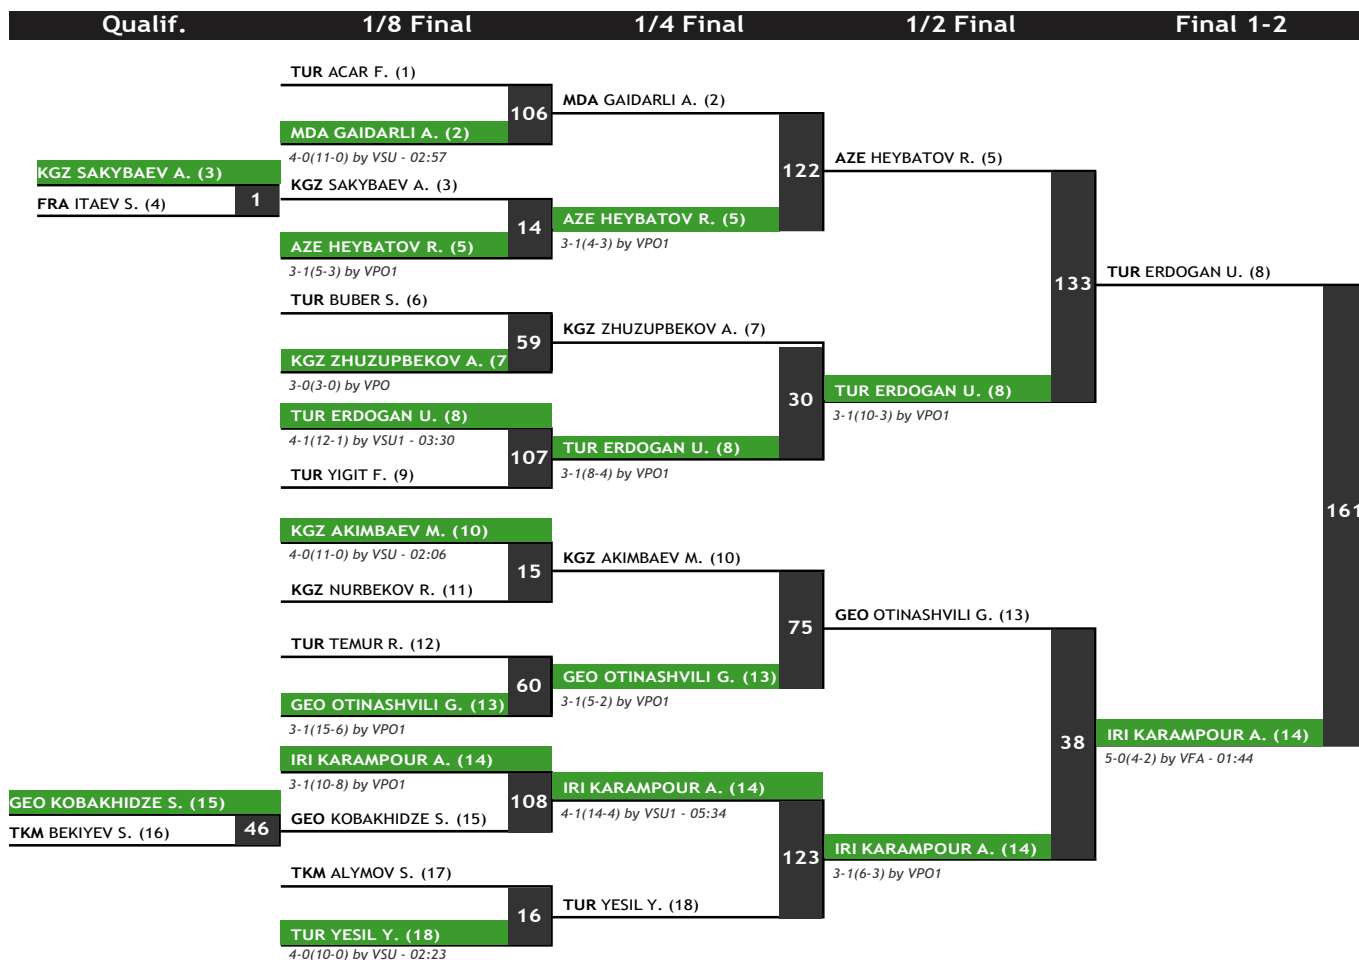 Qualif. 1/8 Final 1/4 Final 1/2 Final Final 1-2
TUR ACAR F. (1)
106
MDA GAIDARLI A. (2)
4-0(11-0) by VSU - 02:57
MDA GAIDARLI A. (2)
KGZ SAKYBAEV A. (3)
1
FRA ITAEV S. (4)
KGZ SAKYBAEV A. (3)
14
AZE HEYBATOV R. (5)
3-1(5-3) by VPO1
122
AZE HEYBATOV R. (5)
3-1(4-3) by VPO1
AZE HEYBATOV R. (5)
TUR BUBER S. (6)
59
KGZ ZHUZUPBEKOV A. (7
3-0(3-0) by VPO
KGZ ZHUZUPBEKOV A. (7)
TUR ERDOGAN U. (8)
4-1(12-1) by VSU1 - 03:30
107
TUR YIGIT F. (9)
30
TUR ERDOGAN U. (8)
3-1(8-4) by VPO1
133
TUR ERDOGAN U. (8)
3-1(10-3) by VPO1
TUR ERDOGAN U. (8)
161
KGZ AKIMBAEV M. (10)
4-0(11-0) by VSU - 02:06
15
KGZ NURBEKOV R. (11)
KGZ AKIMBAEV M. (10)
TUR TEMUR R. (12)
60
GEO OTINASHVILI G. (13)
3-1(15-6) by VPO1
75
GEO OTINASHVILI G. (13)
3-1(5-2) by VPO1
GEO OTINASHVILI G. (13)
IRI KARAMPOUR A. (14)
3-1(10-8) by VPO1
108
GEO KOBAKHIDZE S. (15)
GEO KOBAKHIDZE S. (15)
46
TKM BEKIYEV S. (16)
IRI KARAMPOUR A. (14)
4-1(14-4) by VSU1 - 05:34
TKM ALYMOV S. (17)
16
TUR YESIL Y. (18)
4-0(10-0) by VSU - 02:23
123
TUR YESIL Y. (18)
38
IRI KARAMPOUR A. (14)
3-1(6-3) by VPO1
IRI KARAMPOUR A. (14)
5-0(4-2) by VFA - 01:44